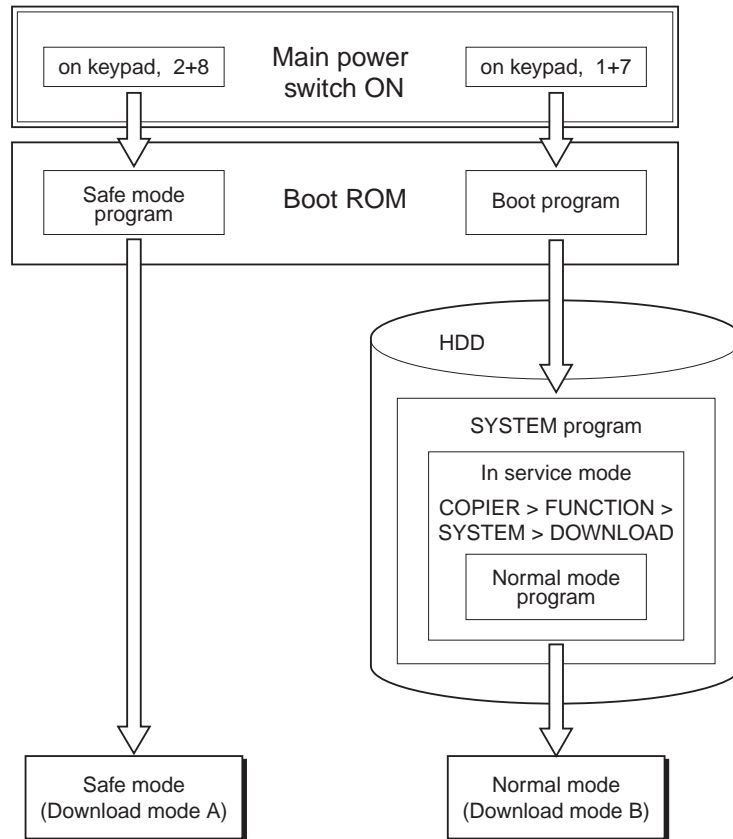 Main power
switch ON
on keypad, 2+8
on keypad, 1+7
Safe mode
program
Boot ROM
Boot program
HDD
SYSTEM program
In service mode
COPIER > FUNCTION >
SYSTEM > DOWNLOAD
Normal mode
program
Safe mode
(Download mode A)
Normal mode
(Download mode B)